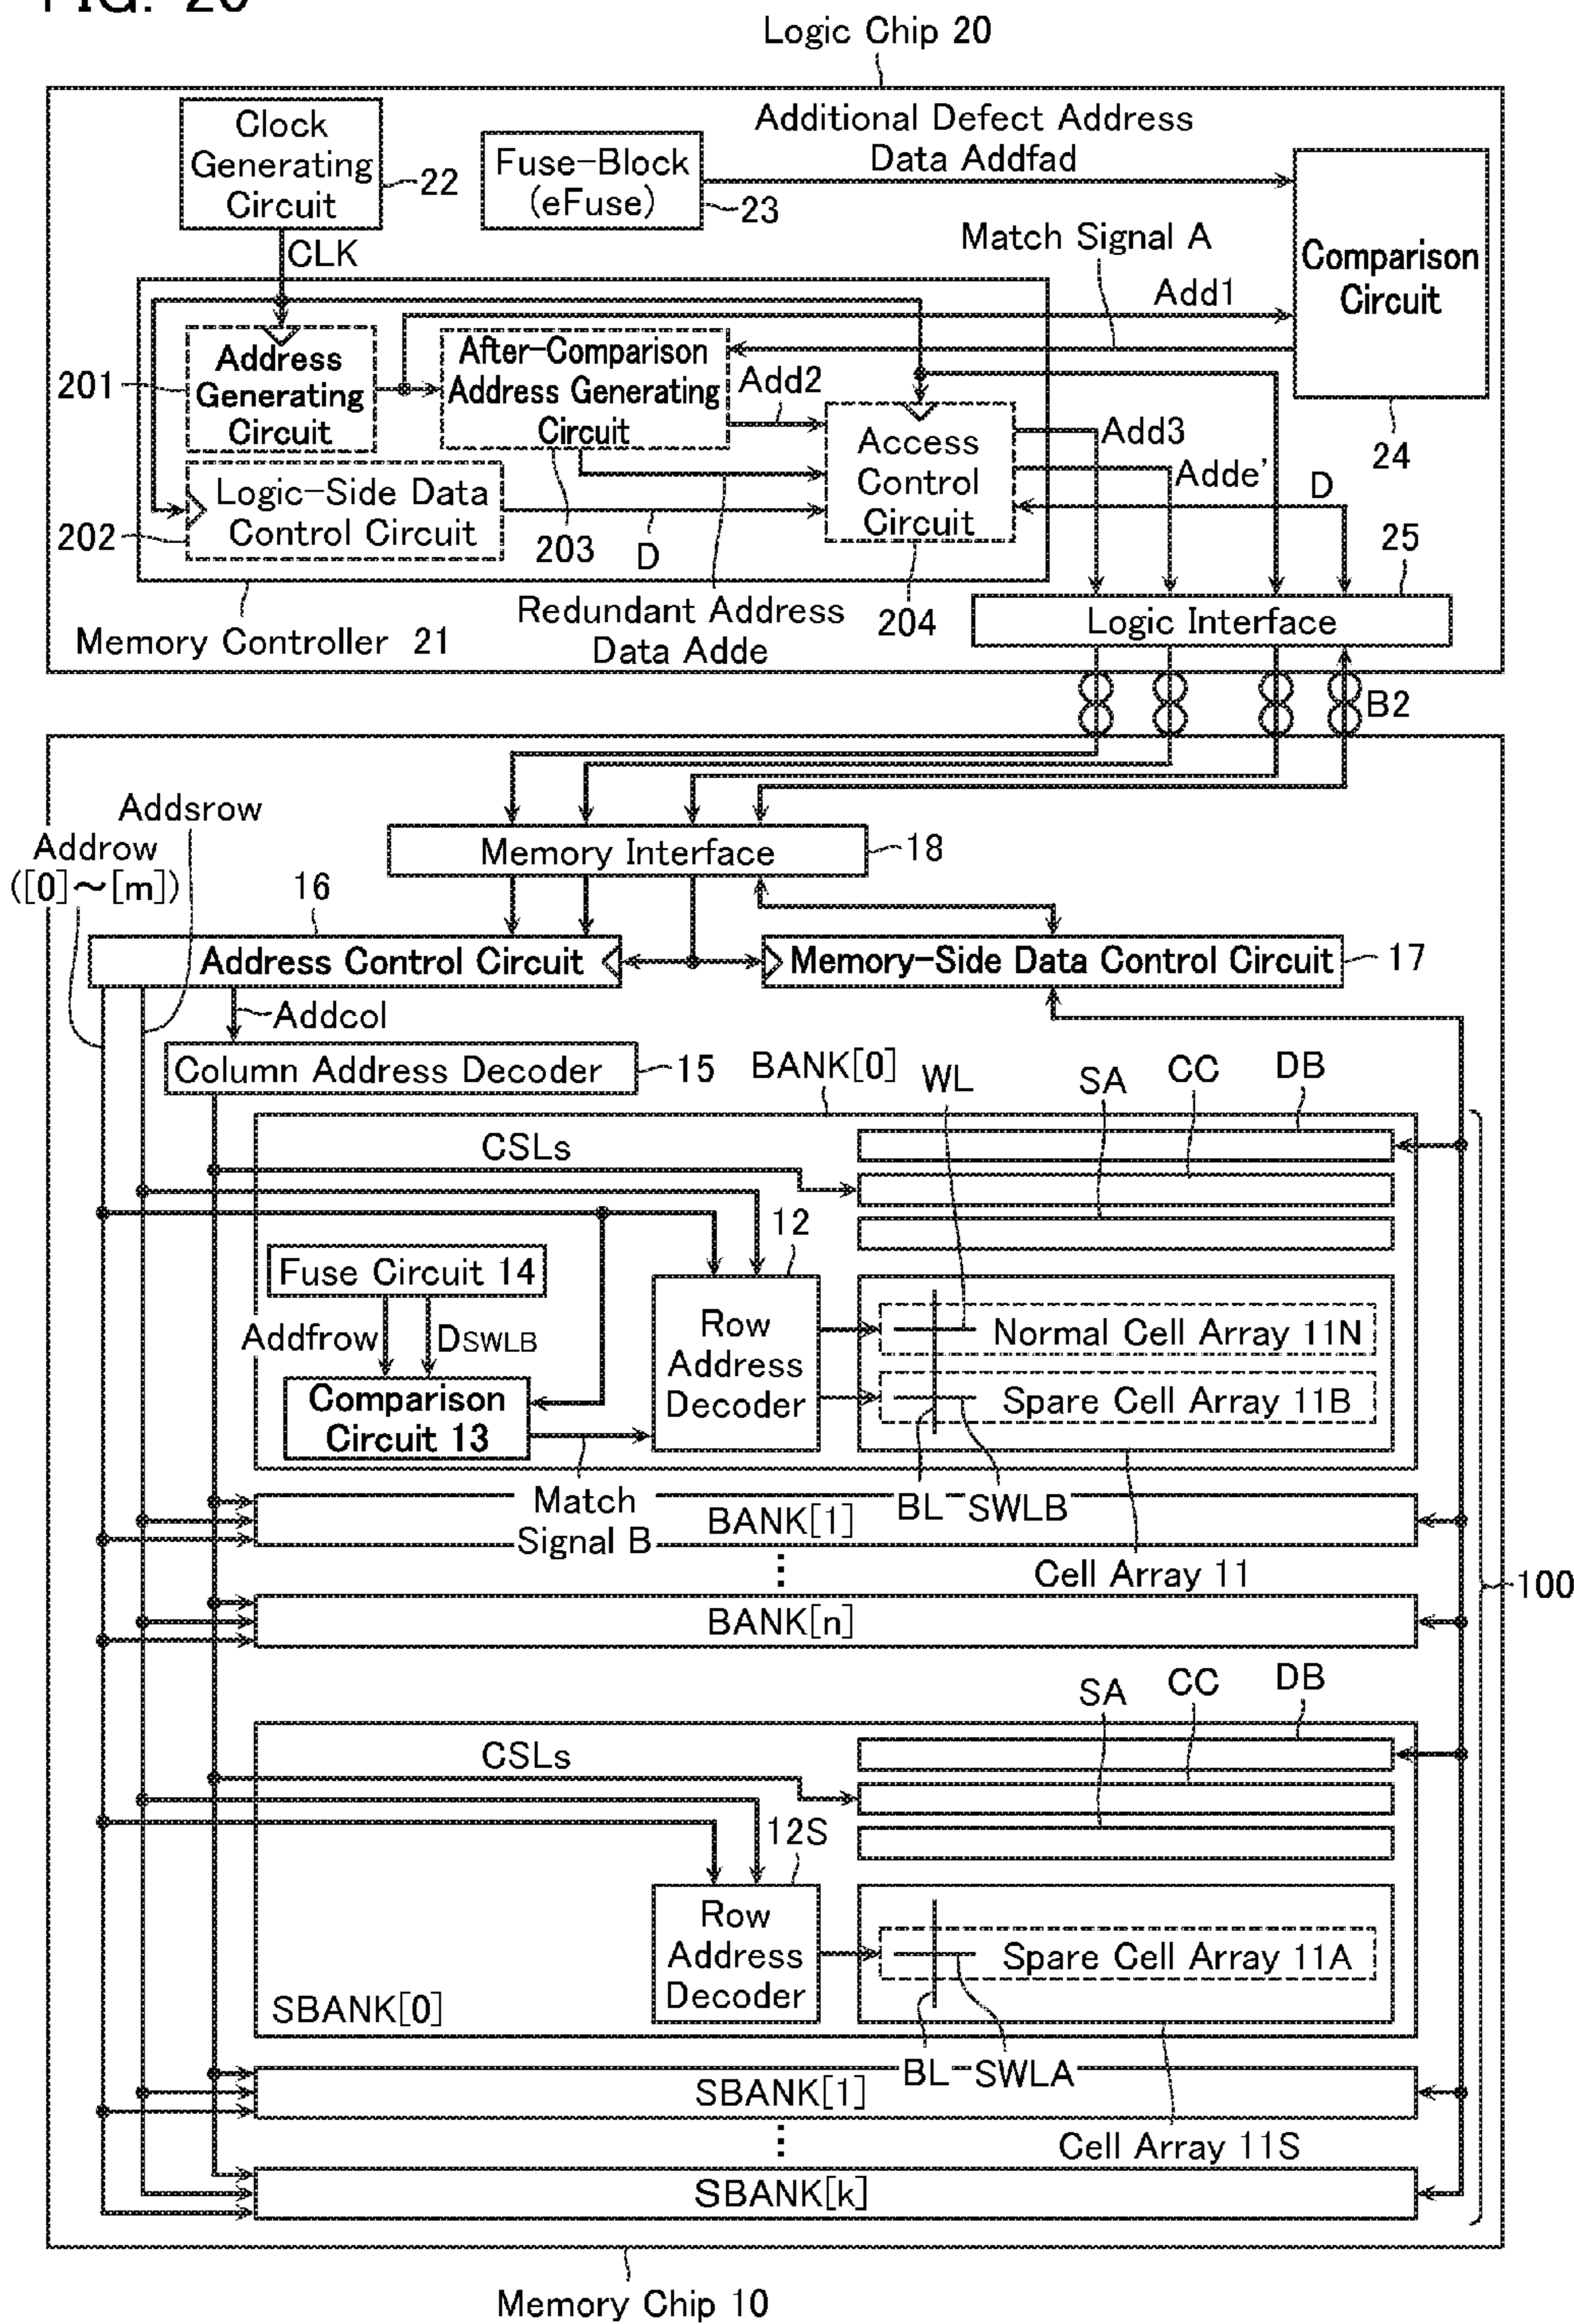 FIG. 20
Logic Chip 20
Clock
Generating
Circuit
22
Fuse-Block
(eFuse)
23
Additional Defect Address
Data Addfad
Comparison
Circuit
24
CLK
Match Signal A
Add1
Address
Generating
Circuit
201
After-Comparison
Address Generating
Circuit
203
Add2
Access
Control
Circuit
204
Add3
Adde'
D
25
Logic-Side Data
Control Circuit
202
D
Redundant Address
Data Adde
Memory Controller 21
Logic Interface
B2
Addsrow
Addrow
([0]~[m])
Memory Interface
18
16
Address Control Circuit
Memory-Side Data Control Circuit
17
Addcol
Column Address Decoder
15
BANK[0]
WL
SA
CC
DB
CSLs
12
Fuse Circuit 14
Addfrow
DSWLB
Comparison
Circuit 13
Row
Address
Decoder
Normal Cell Array 11N
Spare Cell Array 11B
Match
Signal B
BL
SWLB
BANK[1]
Cell Array 11
100
BANK[n]
SA
CC
DB
CSLs
12S
Row
Address
Decoder
Spare Cell Array 11A
SBANK[0]
BL
SWLA
SBANK[1]
Cell Array 11S
SBANK[k]
Memory Chip 10